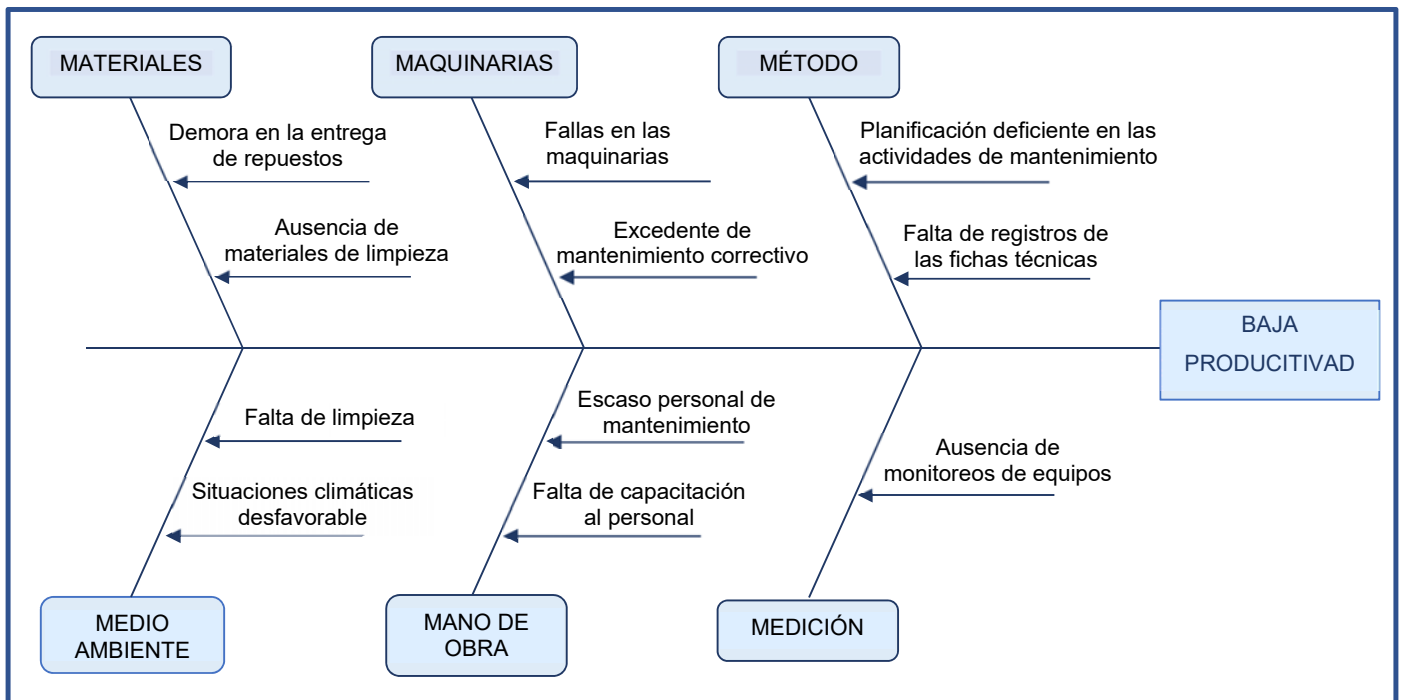 MATERIALES
MAQUINARIAS
MÉTODO
Demora en la entrega
de repuestos
Fallas en las
maquinarias
Planificación deficiente en las
actividades de mantenimiento
Ausencia de
materiales de limpieza
Excedente de
mantenimiento correctivo
Falta de registros de
las fichas técnicas
BAJA
PRODUCITIVAD
Falta de limpieza
Escaso personal de
mantenimiento
Ausencia de
monitoreos de equipos
Situaciones climáticas
desfavorable
Falta de capacitación
al personal
MEDIO
AMBIENTE
MANO DE
OBRA
MEDICIÓN